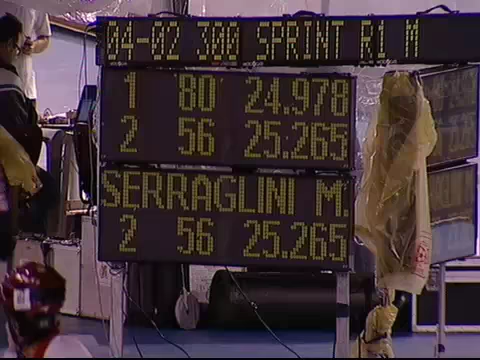 04-02 300 SPRINT R1 M
1 80 24.978
2 56 25.265
SERRAGLINI M.
2 56 25.265